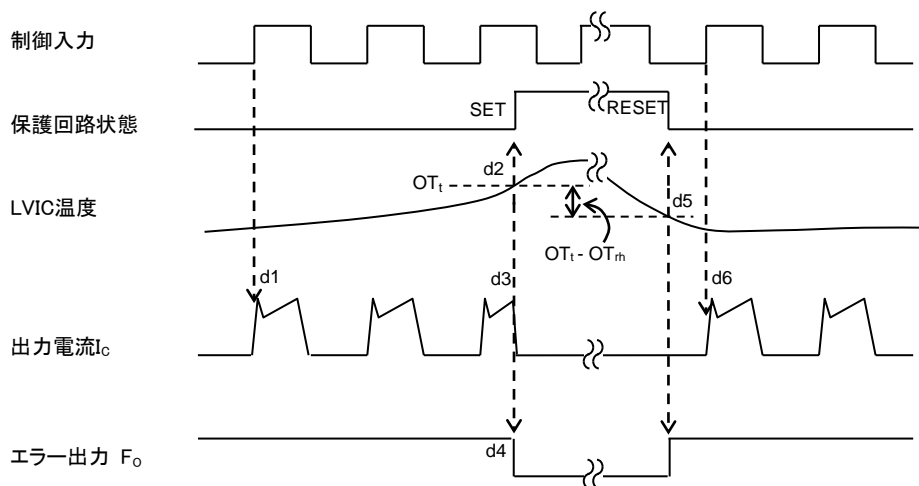 制御入力
SET
RESET
保護回路状態
d2
OTt
d5
LVIC温度
OTt - OTrh
d1
d3
d6
出力電流Ic
d4
エラー出力 Fo